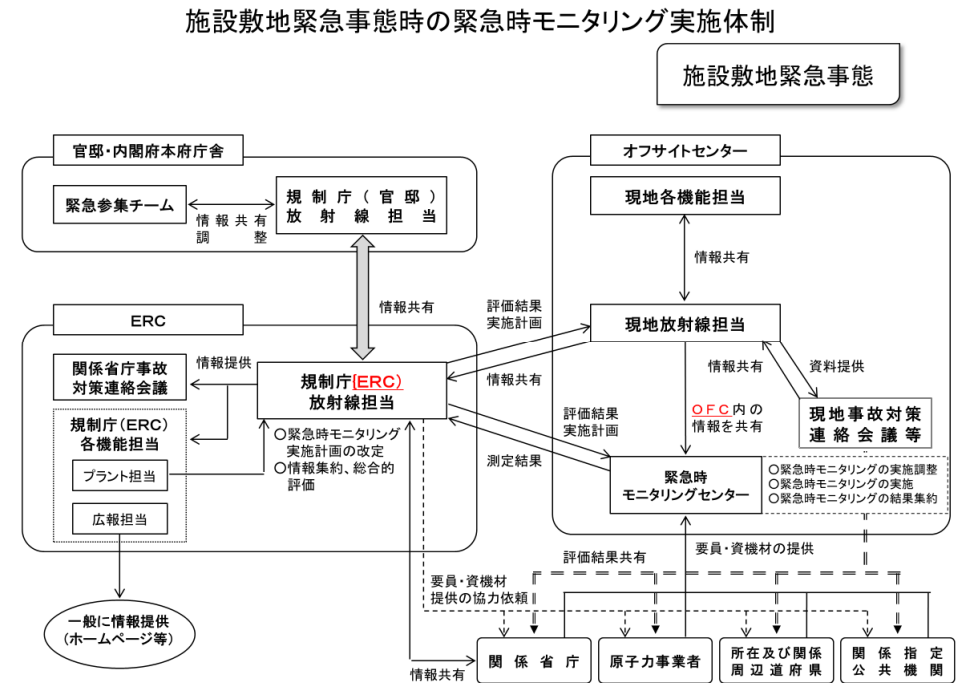 施設敷地緊急事態時の緊急時モニタリング実施体制
施設敷地緊急事態
官邸・内閣府本府庁舎
緊急参集チーム
情報共有
調整
規制庁(官邸)
放射線担当
情報共有
ERC
関係省庁事故
対策連絡会議
情報提供
規制庁(ERC)
放射線担当
規制庁(ERC)
各機能担当
プラント担当
広報担当
○緊急時モニタリング
実施計画の改定
○情報集約、総合的
評価
一般に情報提供
(ホームページ等)
オフサイトセンター
現地各機能担当
情報共有
評価結果
実施計画
現地放射線担当
情報共有
情報共有
資料提供
評価結果
実施計画
OFC内の
情報を共有
現地事故対策
連絡会議等
測定結果
緊急時
モニタリングセンター
○緊急時モニタリングの実施調整
○緊急時モニタリングの実施
○緊急時モニタリングの結果集約
評価結果共有
要員・資機材の提供
要員・資機材
提供の協力依頼
情報共有
関係省庁
原子力事業者
所在及び関係
周辺道府県
関係指定
公共機関